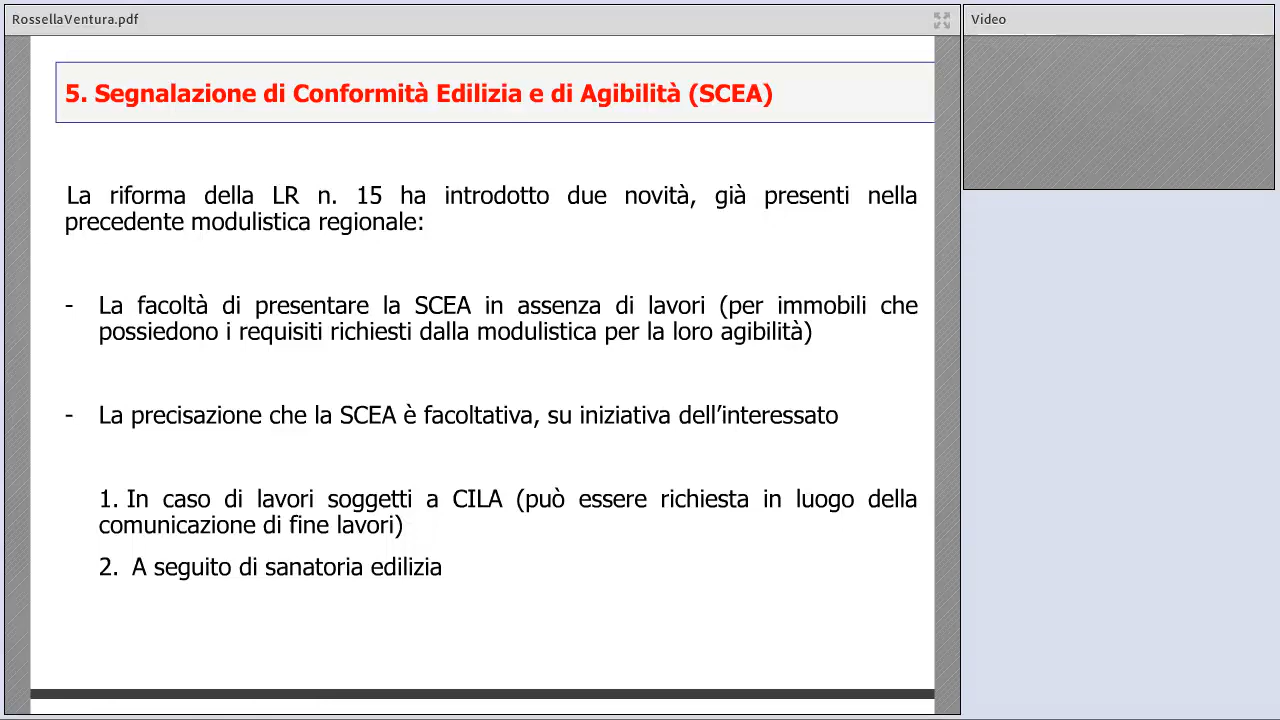 RossellaVentura.pdf
Video
5. Segnalazione di Conformità Edilizia e di Agibilità (SCEA)
La riforma della LR n. 15 ha introdotto due novità, già presenti nella
precedente modulistica regionale:
- La facoltà di presentare la SCEA in assenza di lavori (per immobili che
possiedono i requisiti richiesti dalla modulistica per la loro agibilità)
- La precisazione che la SCEA è facoltativa, su iniziativa dell’interessato
1. In caso di lavori soggetti a CILA (può essere richiesta in luogo della
comunicazione di fine lavori)
2. A seguito di sanatoria edilizia